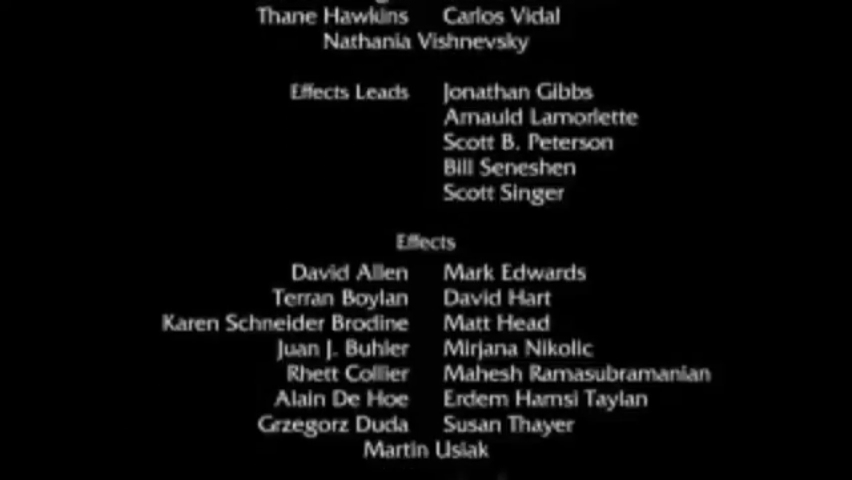 Thane Hawkins Carlos Vidal
Nathania Vishnevsky
Effects Leads Jonathan Gibbs
Arnauld Lamorlette
Scott B. Peterson
Bill Seneshen
Scott Singer
Effects
David Allen Mark Edwards
Terran Boylan David Hart
Karen Schneider Brodine Matt Head
Juan J. Buhler Mirjana Nikolic
Rhett Collier Mahesh Ramasubramanian
Alain De Hoe Erdem Hamsi Taylan
Grzegorz Duda Susan Thayer
Martin Usiak